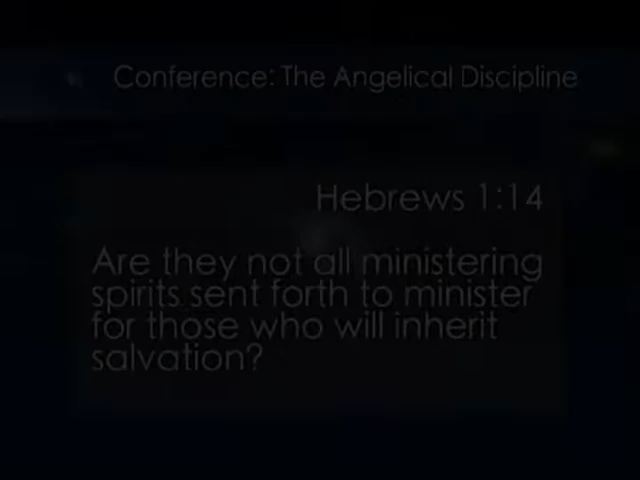 Conference: The Angelical Discipline
Hebrews 1:14
Are they not all ministering
spirits sent forth to minister
for those who will inherit
salvation?